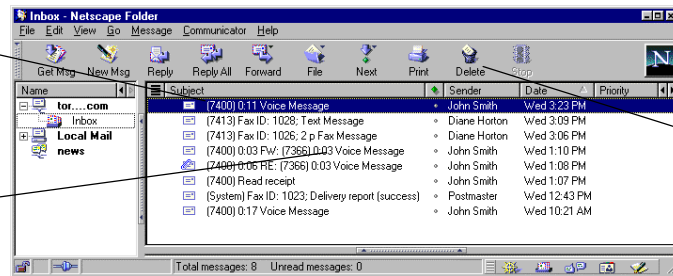 Inbox - Netscape Folder
File Edit View Go Message Communicator Help
Get Msg New Msg Reply Reply All Forward File Next Print Delete Stop
N
Name Subject Sender Date Priority
tor....com
Inbox
Local Mail
news
(7400) 0:11 Voice Message John Smith Wed 3:23 PM
(7413) Fax ID: 1028; Text Message Diane Horton Wed 3:09 PM
(7413) Fax ID: 1026; 2 p Fax Message Diane Horton Wed 3:06 PM
(7400) 0:03 FW: (7366) 0:03 Voice Message John Smith Wed 1:10 PM
(7400) 0:06 RE: (7366) 0:03 Voice Message John Smith Wed 1:08 PM
(7400) Read receipt John Smith Wed 1:07 PM
(System) Fax ID: 1023; Delivery report (success) Postmaster Wed 12:43 PM
(7400) 0:17 Voice Message John Smith Wed 10:21 AM
Total messages: 8 Unread messages: 0